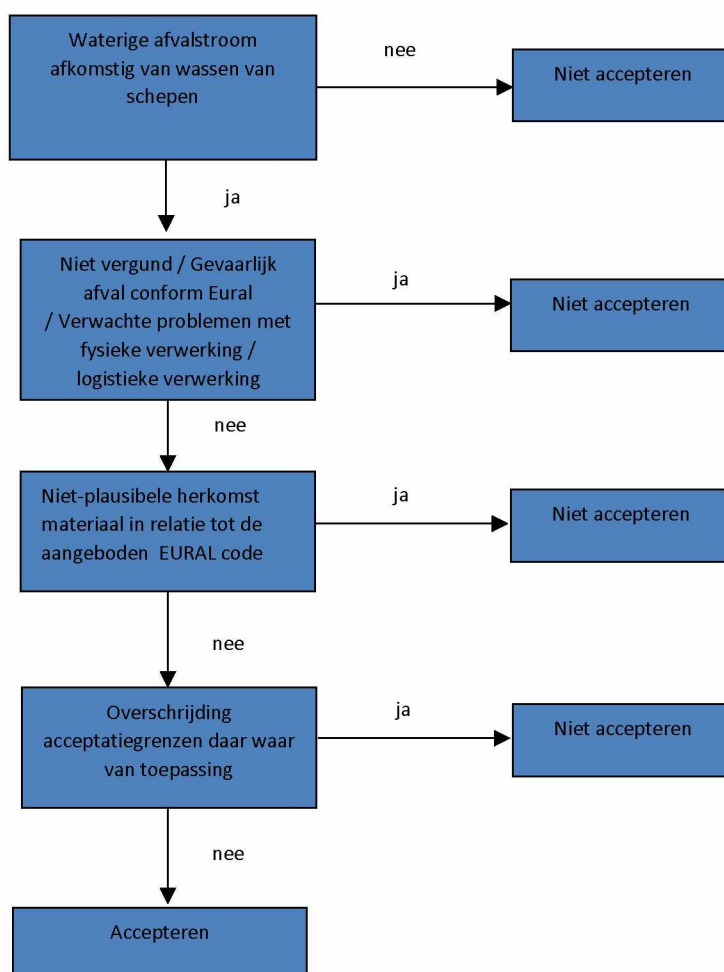 Waterige afvalstroom
afkomstig van wassen van
schepen
nee
Niet accepteren
ja
Niet vergund / Gevaarlijk
afval conform Eural
/ Verwachte problemen met
fysieke verwerking /
logistieke verwerking
ja
Niet accepteren
nee
Niet-plausibele herkomst
materiaal in relatie tot de
aangeboden  EURAL code
ja
Niet accepteren
nee
Overschrijding
acceptatiegrenzen daar waar
van toepassing
ja
Niet accepteren
nee
Accepteren